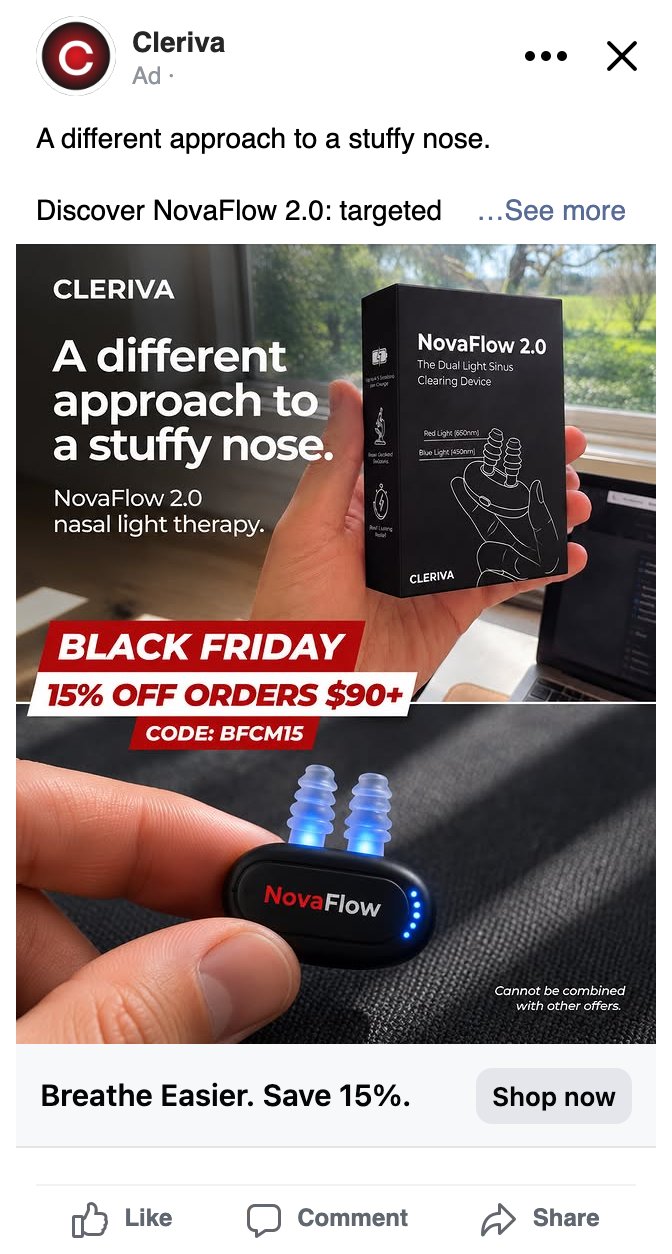 Cleriva
Ad ·
A different approach to a stuffy nose.
Discover NovaFlow 2.0: targeted ...See more
CLERIVA
A different
approach to
a stuffy nose.
NovaFlow 2.0
nasal light therapy.
NovaFlow 2.0
The Dual Light Sinus
Clearing Device
Red Light [650nm]
Blue Light [450nm]
CLERIVA
BLACK FRIDAY
15% OFF ORDERS $90+
CODE: BFCM15
NovaFlow
Cannot be combined
with other offers.
Breathe Easier. Save 15%.
Shop now
Like
Comment
Share